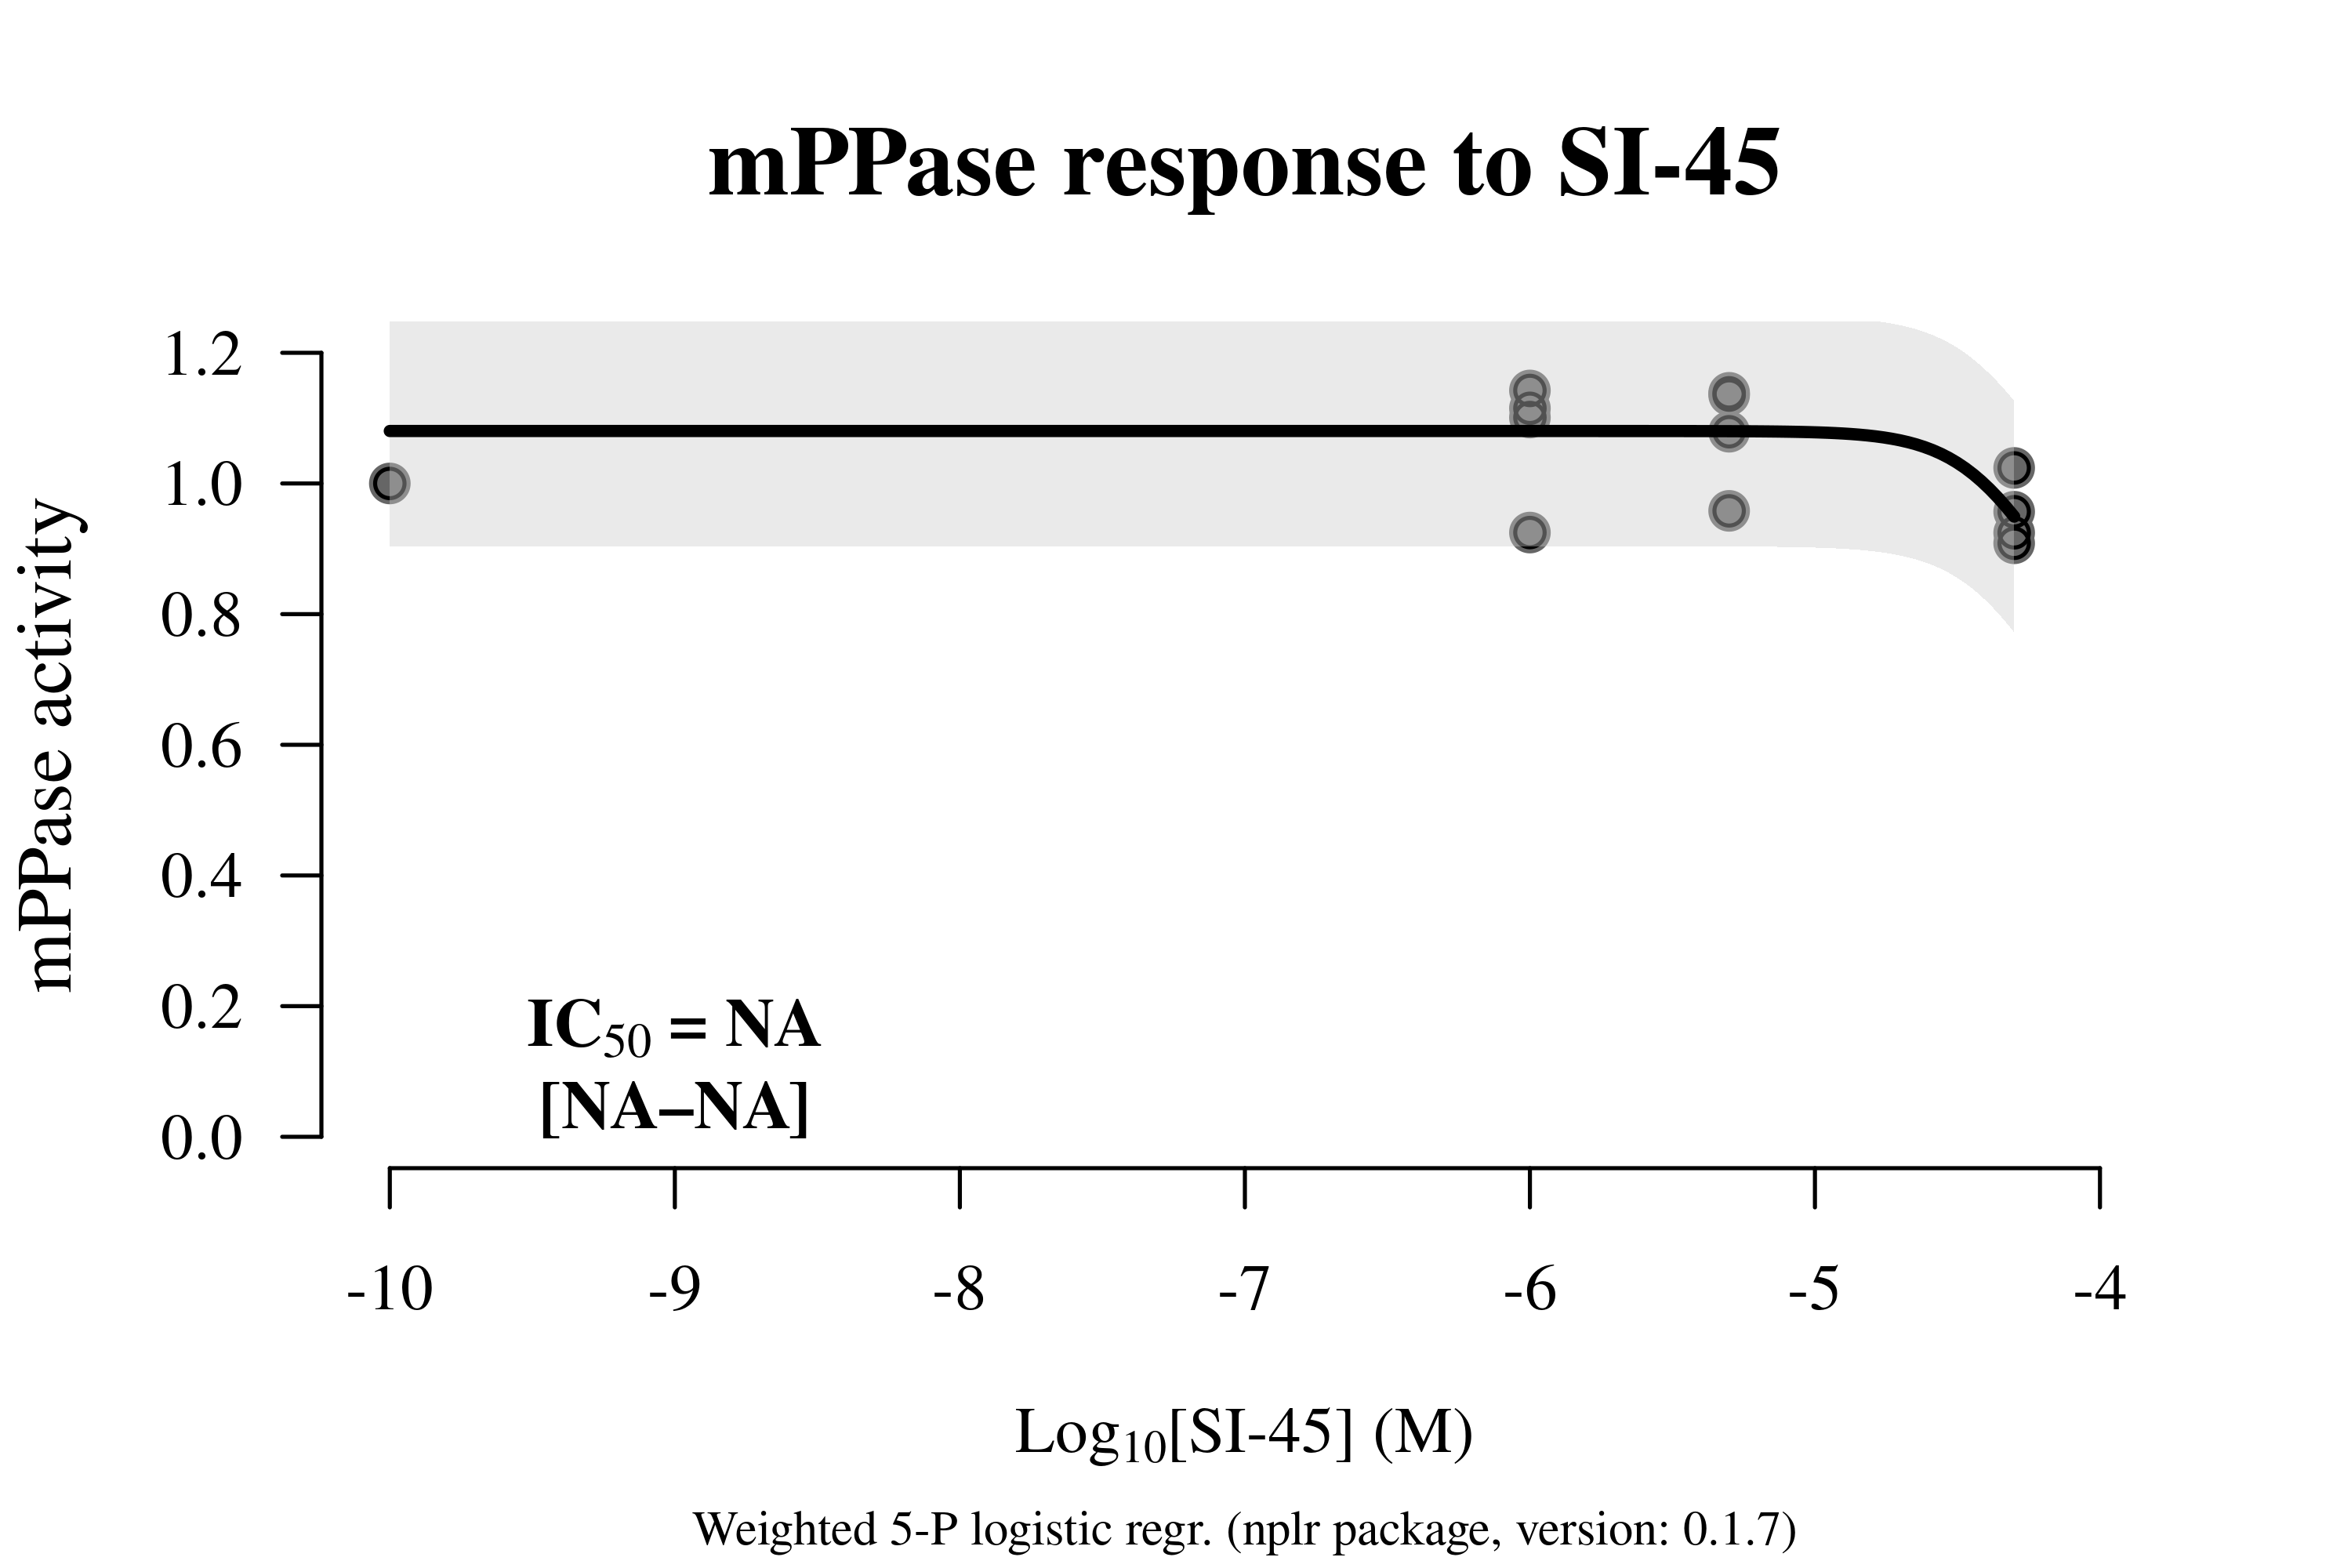 mPPase response to SI-45
mPPase activity
1.2
1.0
0.8
0.6
0.4
0.2
0.0
IC50 = NA
[NA–NA]
-10 -9 -8 -7 -6 -5 -4
Log10[SI-45] (M)
Weighted 5-P logistic regr. (nplr package, version: 0.1.7)